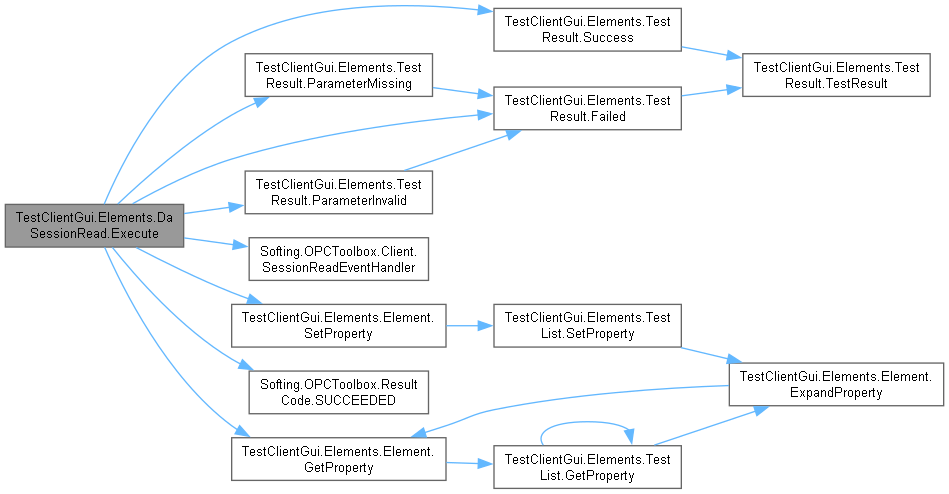 TestClientGui.Elements.Da
SessionRead.Execute
TestClientGui.Elements.Test
Result.Success
TestClientGui.Elements.Test
Result.TestResult
TestClientGui.Elements.Test
Result.ParameterMissing
TestClientGui.Elements.Test
Result.Failed
TestClientGui.Elements.Test
Result.ParameterInvalid
Softing.OPCToolbox.Client.
SessionReadEventHandler
TestClientGui.Elements.Element.
SetProperty
TestClientGui.Elements.Test
List.SetProperty
TestClientGui.Elements.Element.
ExpandProperty
Softing.OPCToolbox.Result
Code.SUCCEEDED
TestClientGui.Elements.Element.
GetProperty
TestClientGui.Elements.Test
List.GetProperty